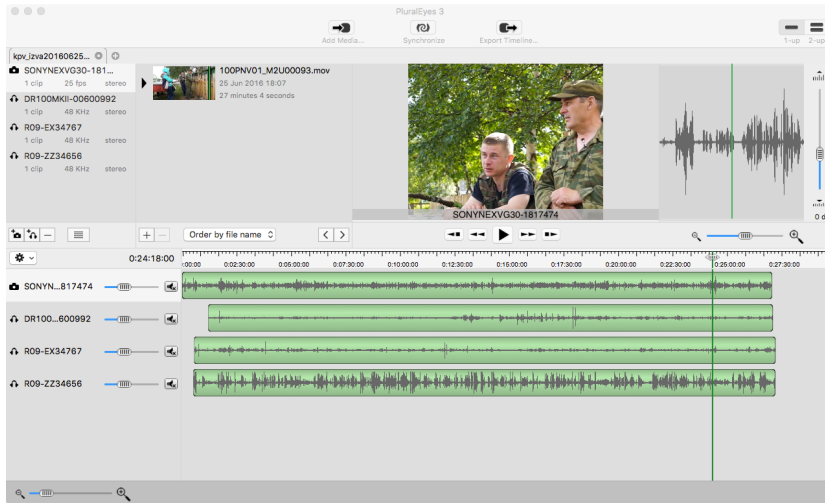 PluralEyes 3
Add Media...
Synchronize
Export Timeline...
1-up
2-up
kpv_izva20160625...
SONYNEXVG30-181...
1 clip 25 fps stereo
DR100MKII-00600992
1 clip 48 KHz stereo
R09-EX34767
1 clip 48 KHz stereo
R09-ZZ34656
1 clip 48 KHz stereo
100PNV01_M2U00093.mov
25 Jun 2016 18:07
27 minutes 4 seconds
SONYNEXVG30-1817474
0 d
Order by file name
0:24:18:00
:00:00 0:02:30:00 0:05:00:00 0:07:30:00 0:10:00:00 0:12:30:00 0:15:00:00 0:17:30:00 0:20:00:00 0:22:30:00 0:25:00:00 0:27:30:00
SONYN...817474
DR100...600992
R09-EX34767
R09-ZZ34656